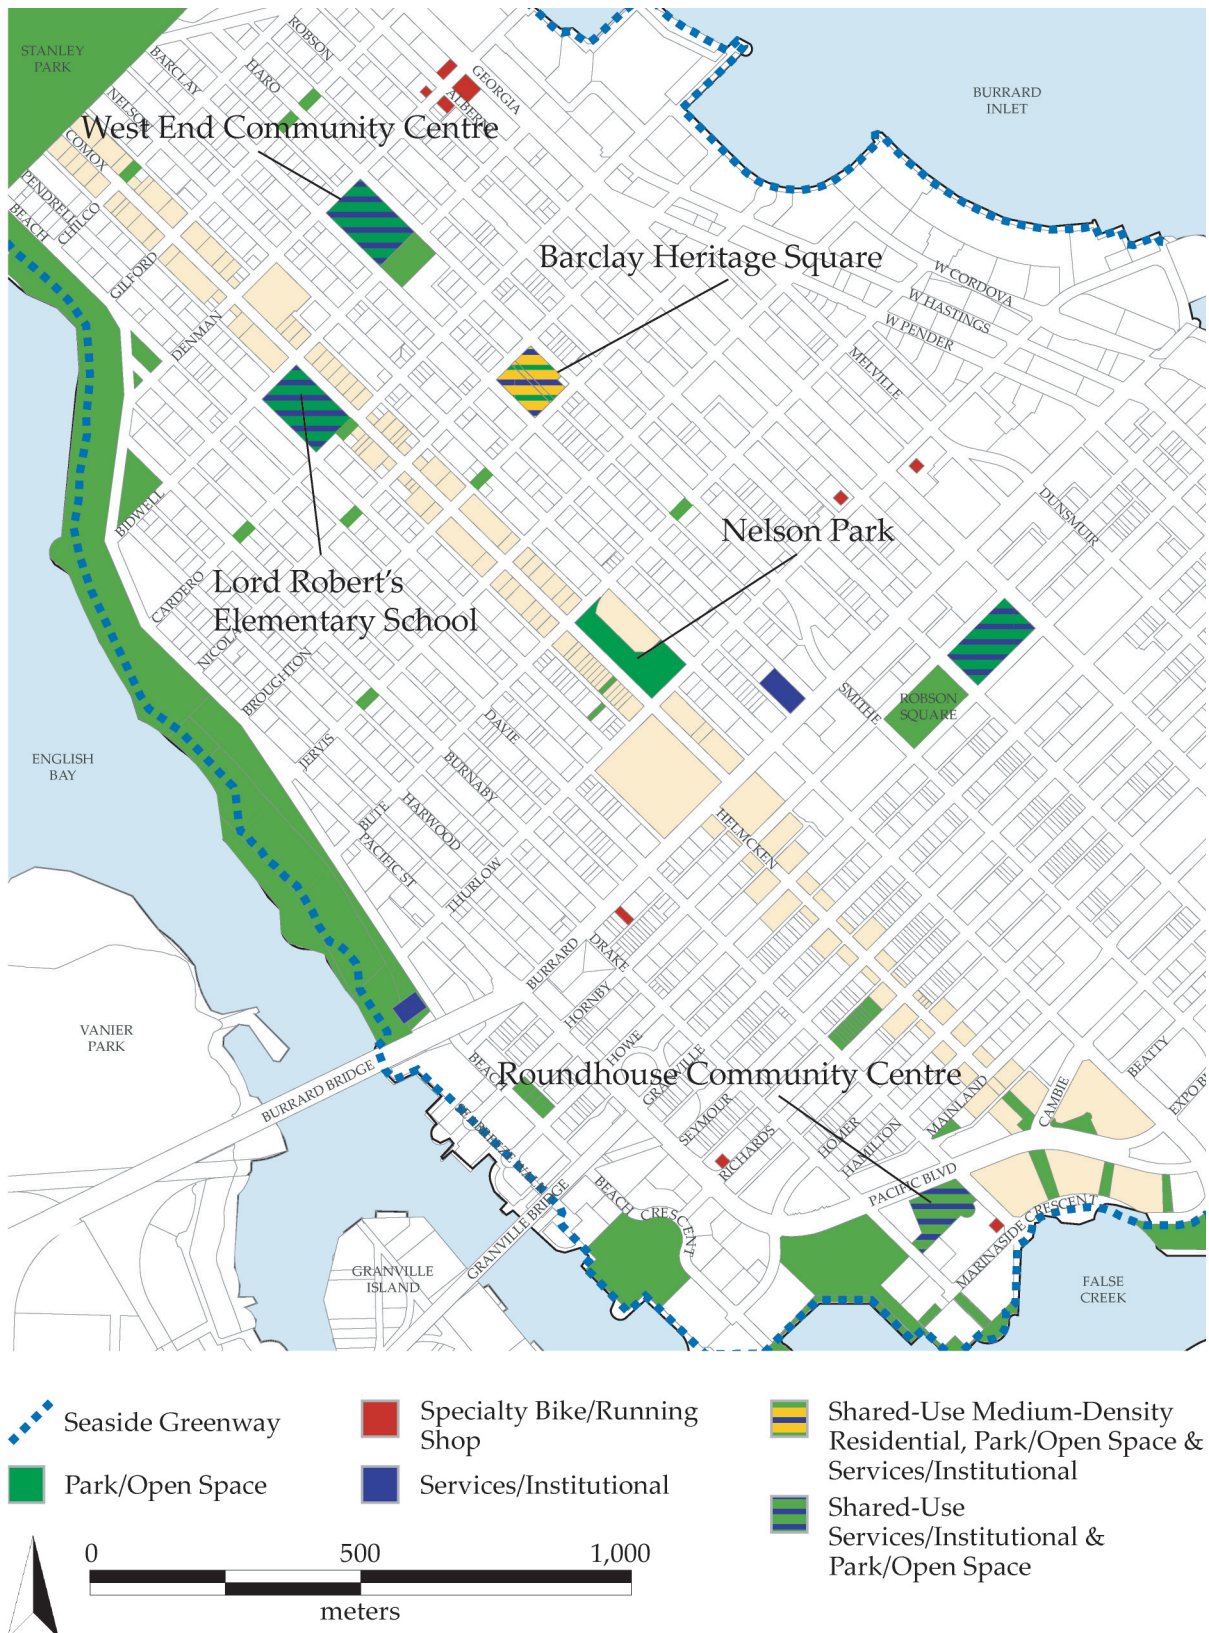 STANLEY
PARK
ROBSON
BARCLAY
HARO
GEORGIA
ALBERNI
NELSON
BURRARD
INLET
West End Community Centre
COMOX
PENDRELL
CHILCO
BEACH
GILFORD
Barclay Heritage Square
W CORDOVA
W HASTINGS
W PENDER
DENMAN
MELVILLE
BIDWELL
DUNSMUIR
Nelson Park
Lord Robert's
Elementary School
CARDERO
NICOLA
BROUGHTON
SMITHE
ROBSON
SQUARE
DAVIE
JERVIS
ENGLISH
BAY
BURNABY
HARWOOD
BUTE
PACIFIC ST
HELMCKEN
THURLOW
DRAKE
BURRARD
HORNBY
VANIER
PARK
HOWE
GRANVILLE
BEACH
Roundhouse Community Centre
BEATTY
EXPO
BURRARD BRIDGE
CAMBIE
MAINLAND
SEYMOUR
HOMER
HAMILTON
RICHARDS
PACIFIC BLVD
BEACH CRESCENT
GRANVILLE BRIDGE
MARINASIDE CRESCENT
GRANVILLE
ISLAND
FALSE
CREEK
Seaside Greenway
Park/Open Space
Specialty Bike/Running
Shop
Services/Institutional
Shared-Use Medium-Density
Residential, Park/Open Space &
Services/Institutional
Shared-Use
Services/Institutional &
Park/Open Space
0 500 1,000
meters